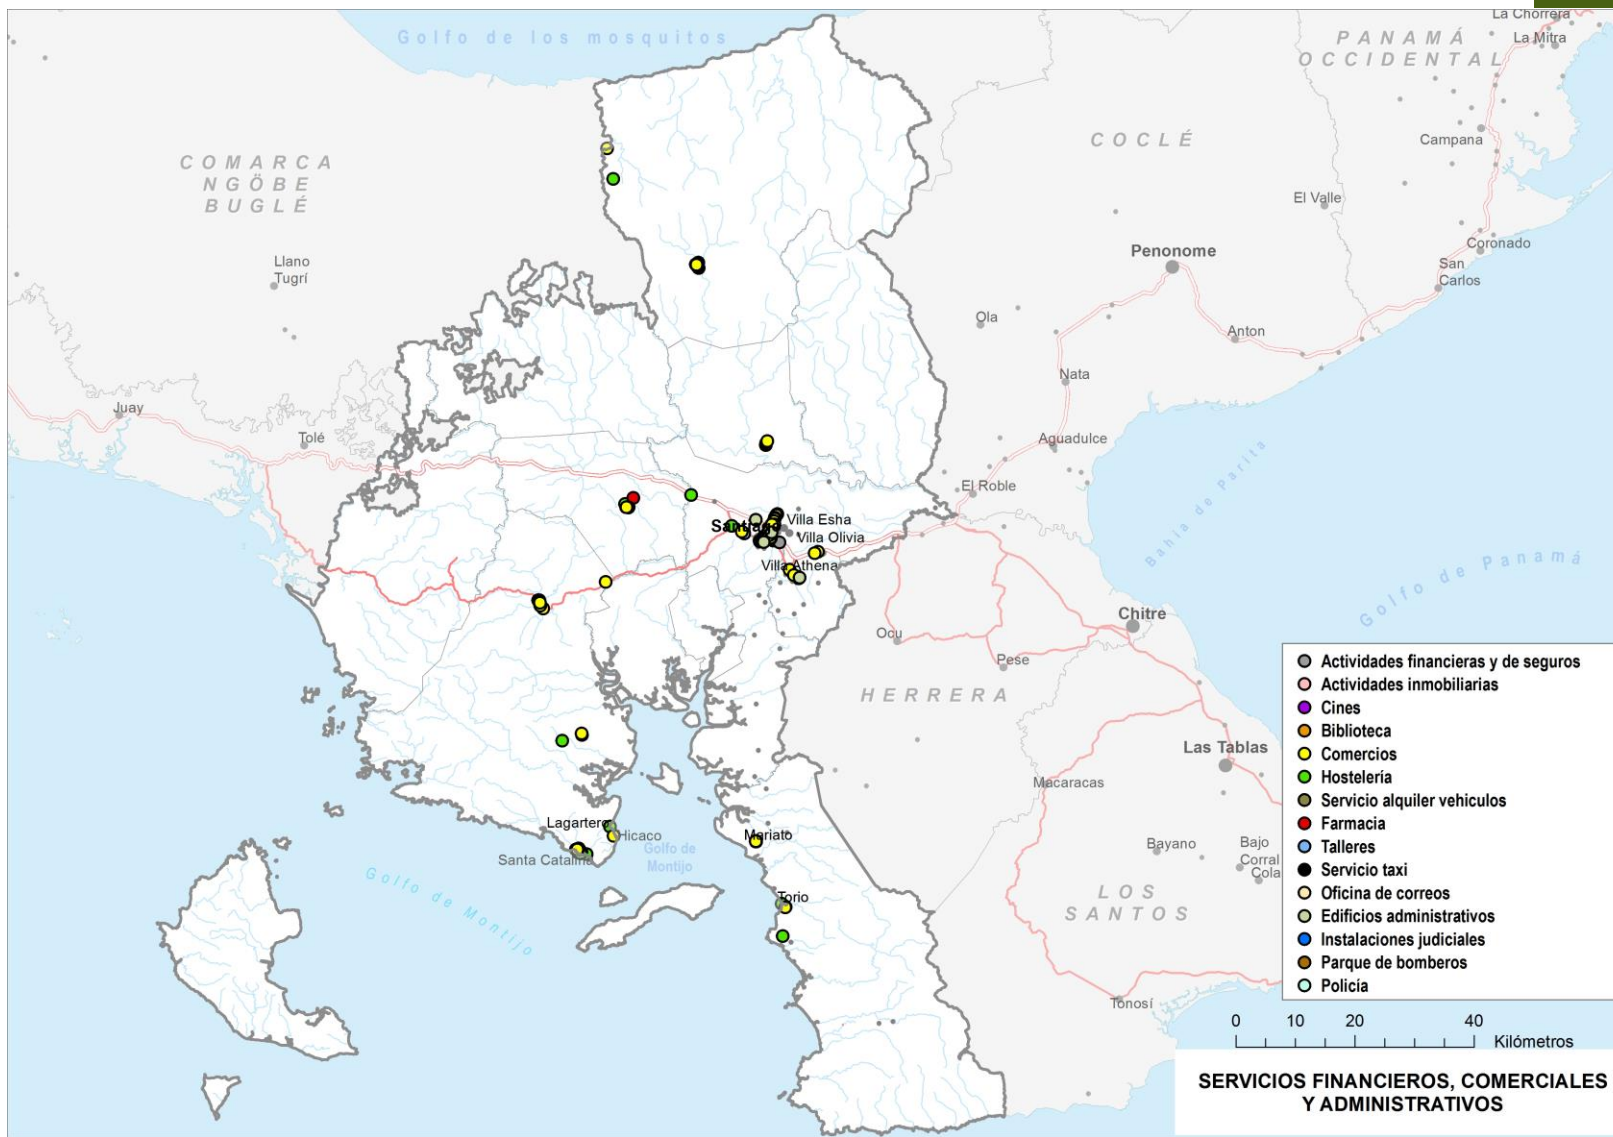 Golfo de los mosquitos
La Chorrera
La Mitra
PANAMÁ
OCCIDENTAL
COMARCA
NGÖBE
BUGLÉ
COCLÉ
Campana
El Valle
Llano
Tugrí
Penonome
Coronado
San
Carlos
Ola
Anton
Nata
Juay
Tolé
Aguadulce
El Roble
Bahia de Parita
Santiago
Villa Esha
Villa Olivia
Villa Athena
Golfo de Panamá
Chitre
Ocu
Pese
HERRERA
Las Tablas
Macaracas
Lagartero
Hicaco
Santa Catalina
Golfo de
Montijo
Mariato
Bayano
Bajo
Corral
Cola
Golfo de Montijo
Torio
LOS
SANTOS
Tonosí
Actividades financieras y de seguros
Actividades inmobiliarias
Cines
Biblioteca
Comercios
Hostelería
Servicio alquiler vehiculos
Farmacia
Talleres
Servicio taxi
Oficina de correos
Edificios administrativos
Instalaciones judiciales
Parque de bomberos
Policía
0 10 20 40
Kilómetros
SERVICIOS FINANCIEROS, COMERCIALES
Y ADMINISTRATIVOS